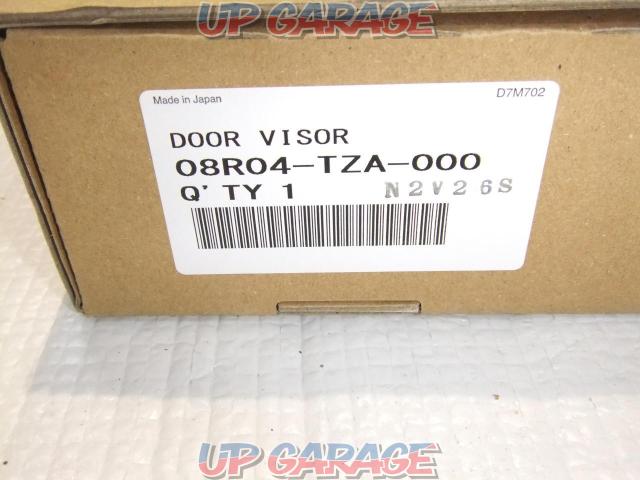 UP GARAGE
Made in Japan
D7M702
DOOR VISOR
08R04-TZA-000
Q'TY 1
N2V26S
UP GARAGE